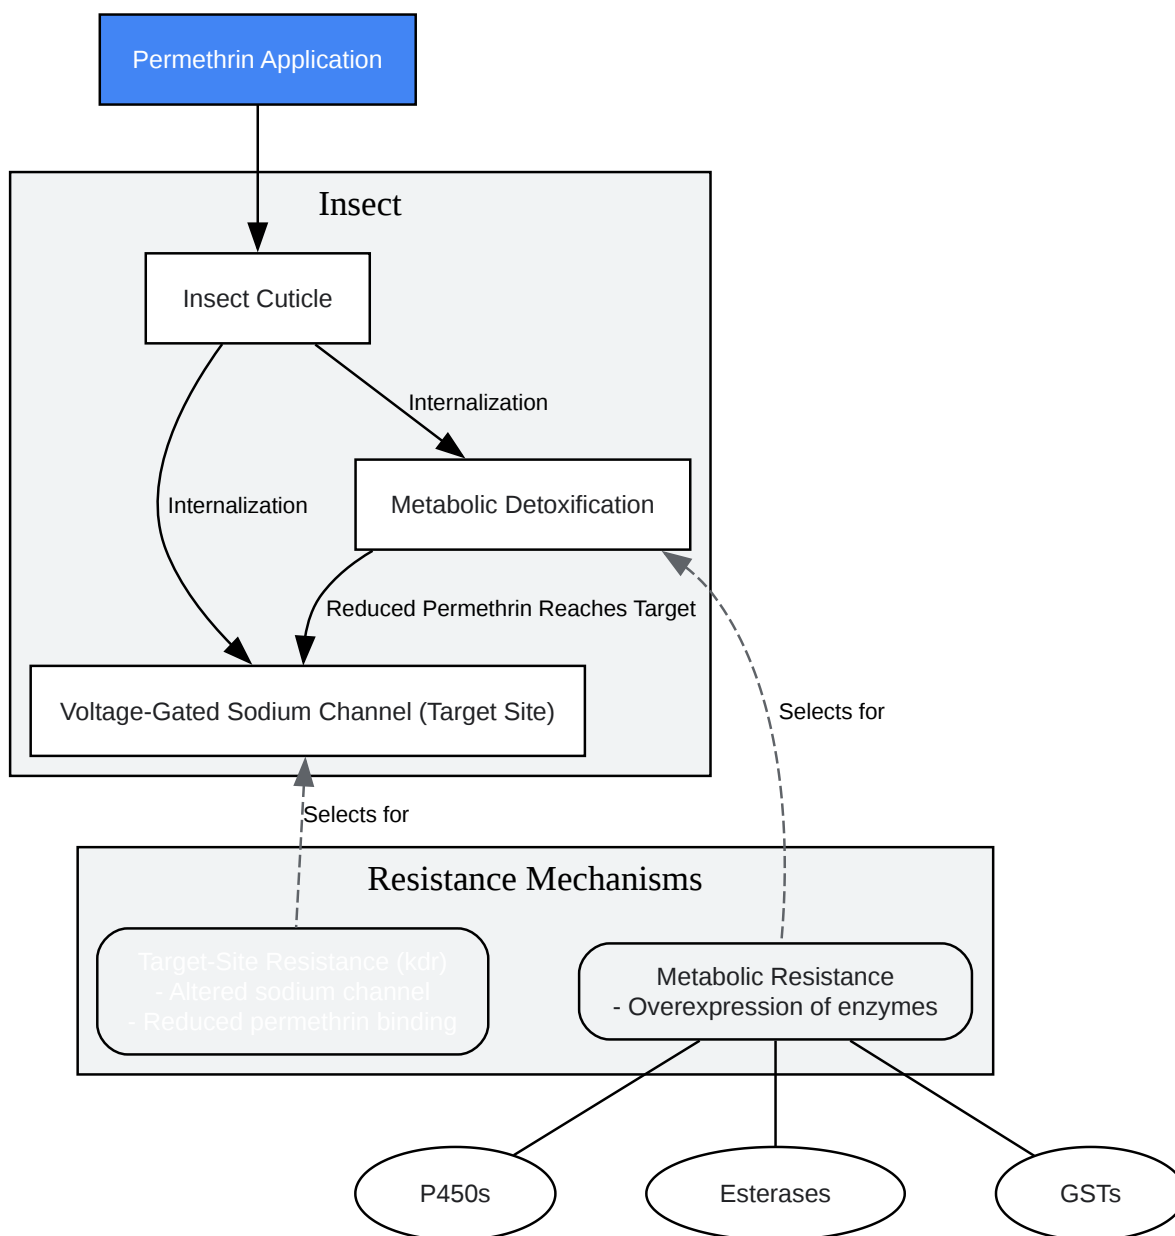 Permethrin Application
Insect
Insect Cuticle
Internalization
Metabolic Detoxification
Internalization
Reduced Permethrin Reaches Target
Voltage-Gated Sodium Channel (Target Site)
Selects for
Selects for
Resistance Mechanisms
Target-Site Resistance (kdr)
- Altered sodium channel
- Reduced permethrin binding
Metabolic Resistance
- Overexpression of enzymes
P450s
Esterases
GSTs